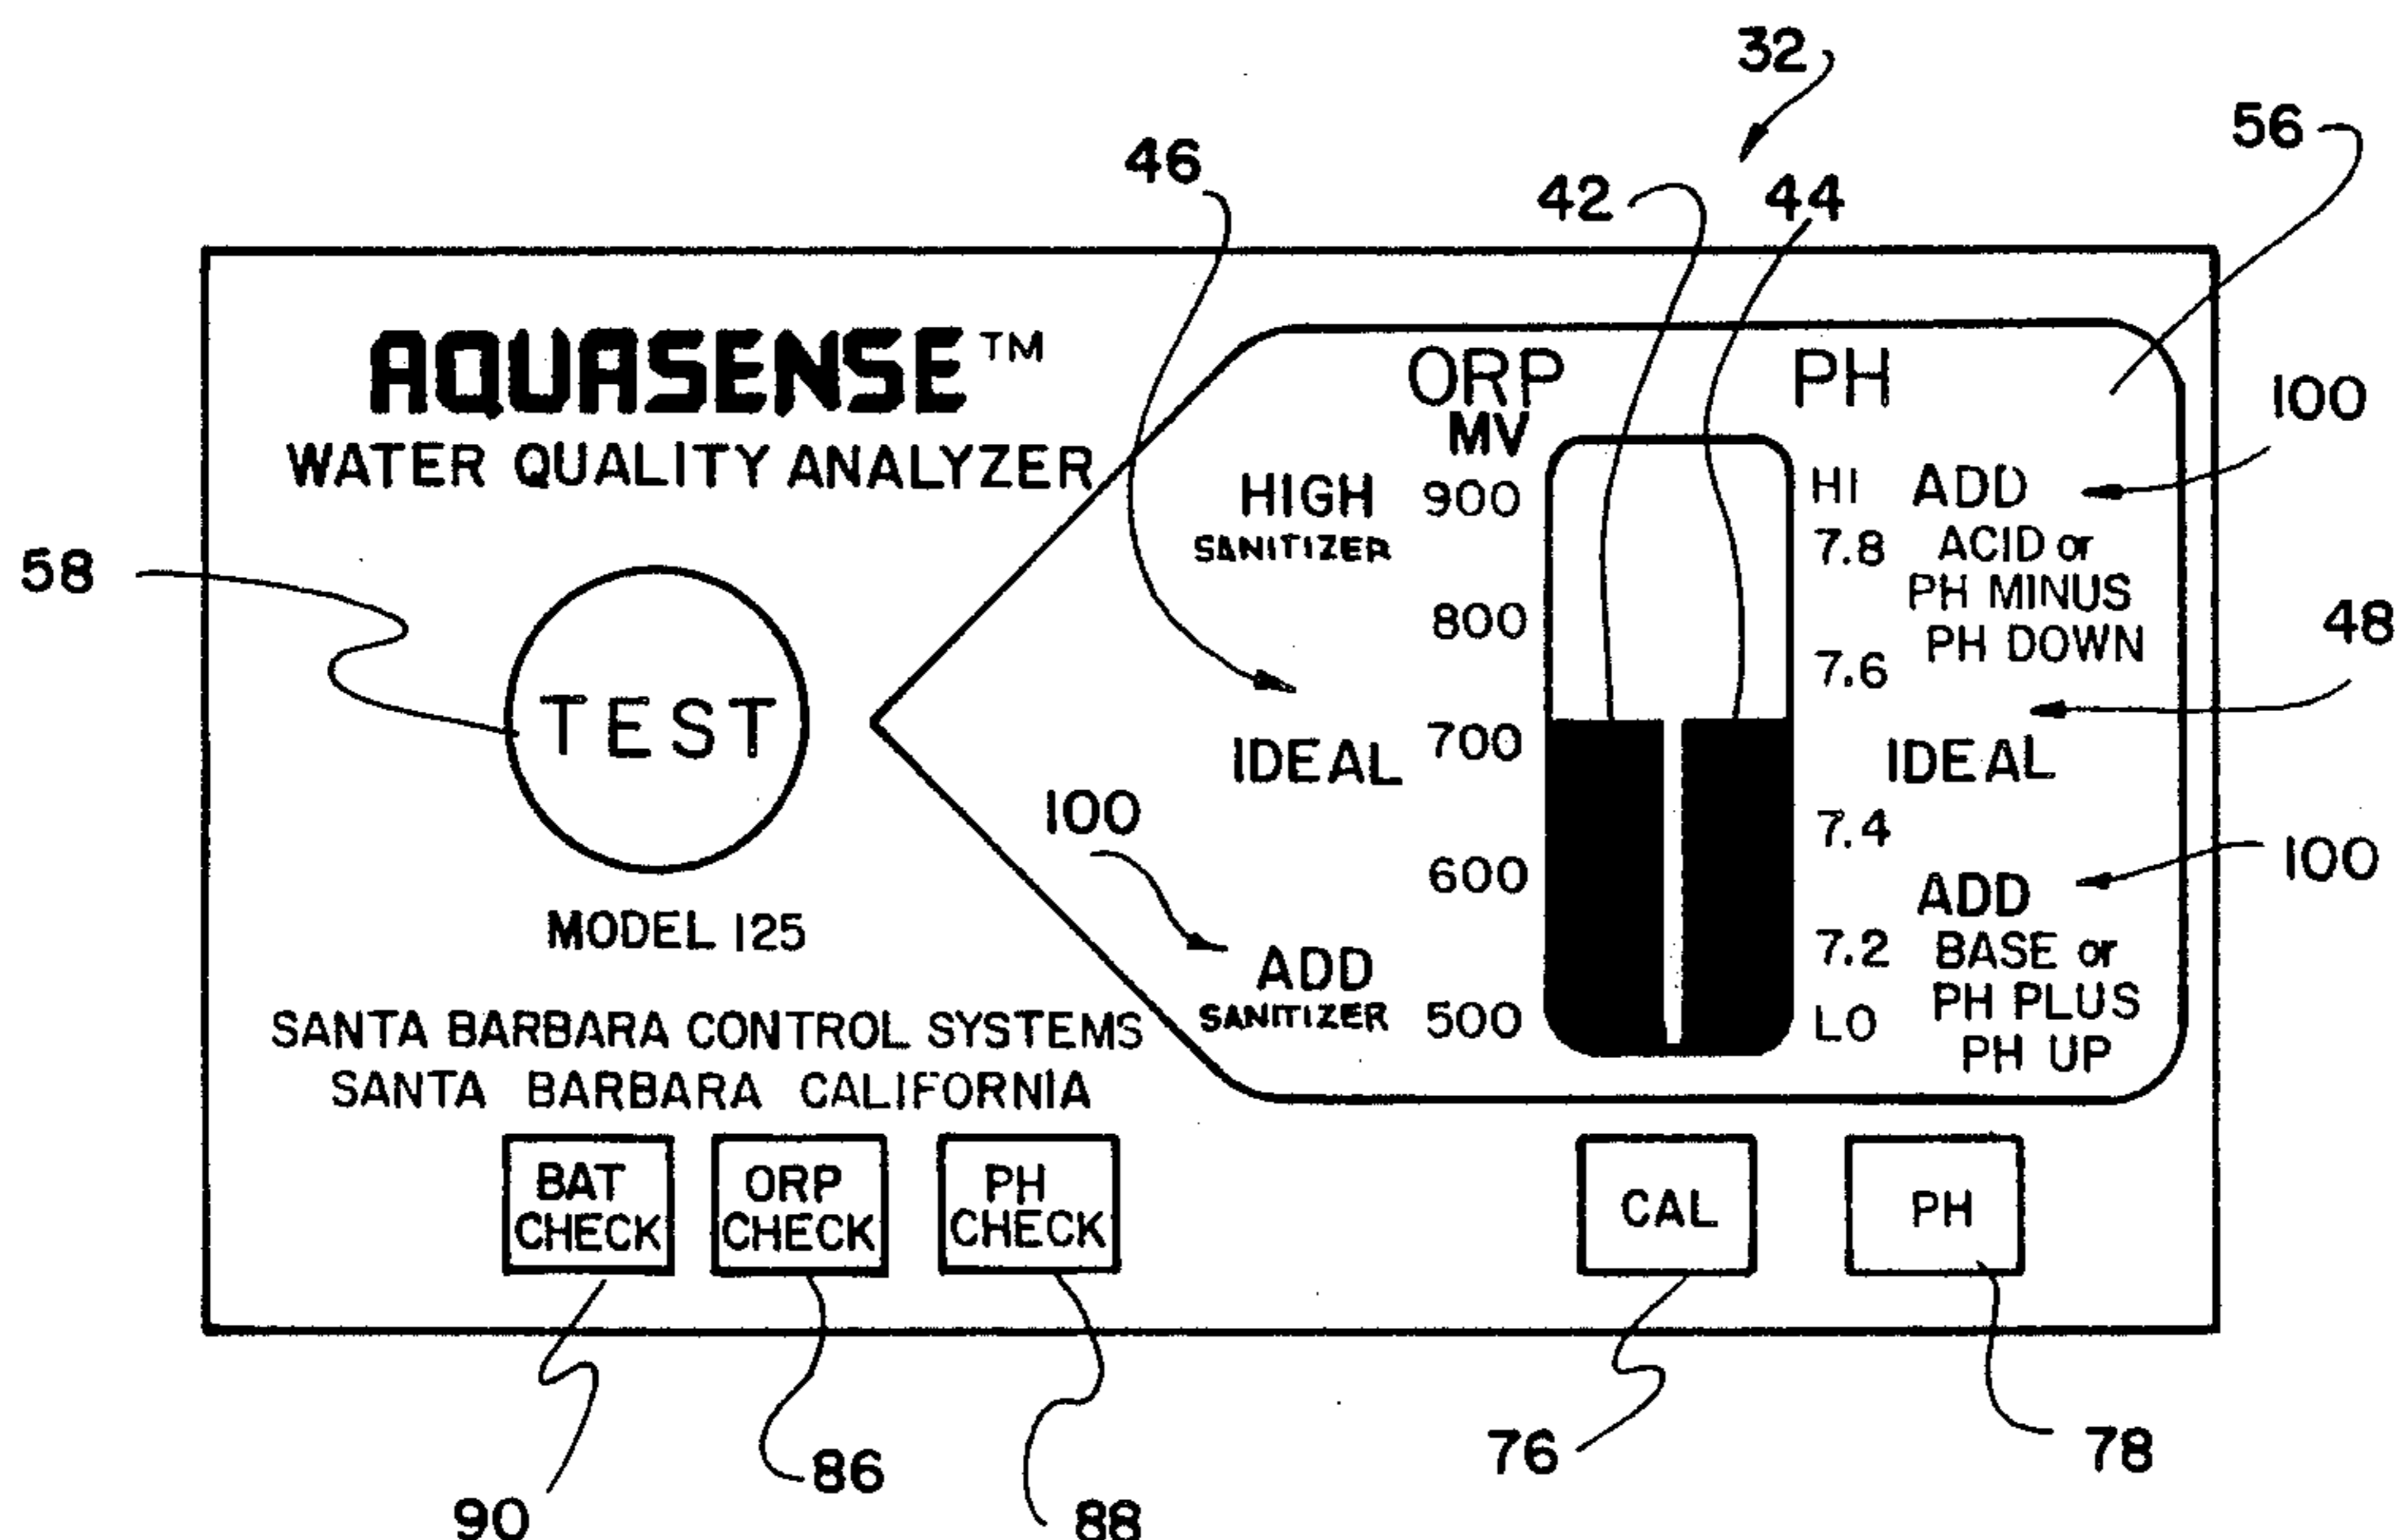 32
56
46
42
44
AQUASENSE™
WATER QUALITY ANALYZER
58
TEST
MODEL 125
SANTA BARBARA CONTROL SYSTEMS
SANTA BARBARA CALIFORNIA
ORP
MV
PH
HIGH
SANITIZER
900
800
IDEAL
700
100
600
ADD
SANITIZER
500
HI
7.8
7.6
7.4
7.2
LO
ADD
ACID or
PH MINUS
PH DOWN
100
48
IDEAL
100
ADD
BASE or
PH PLUS
PH UP
BAT
CHECK
ORP
CHECK
PH
CHECK
CAL
PH
90
86
88
76
78